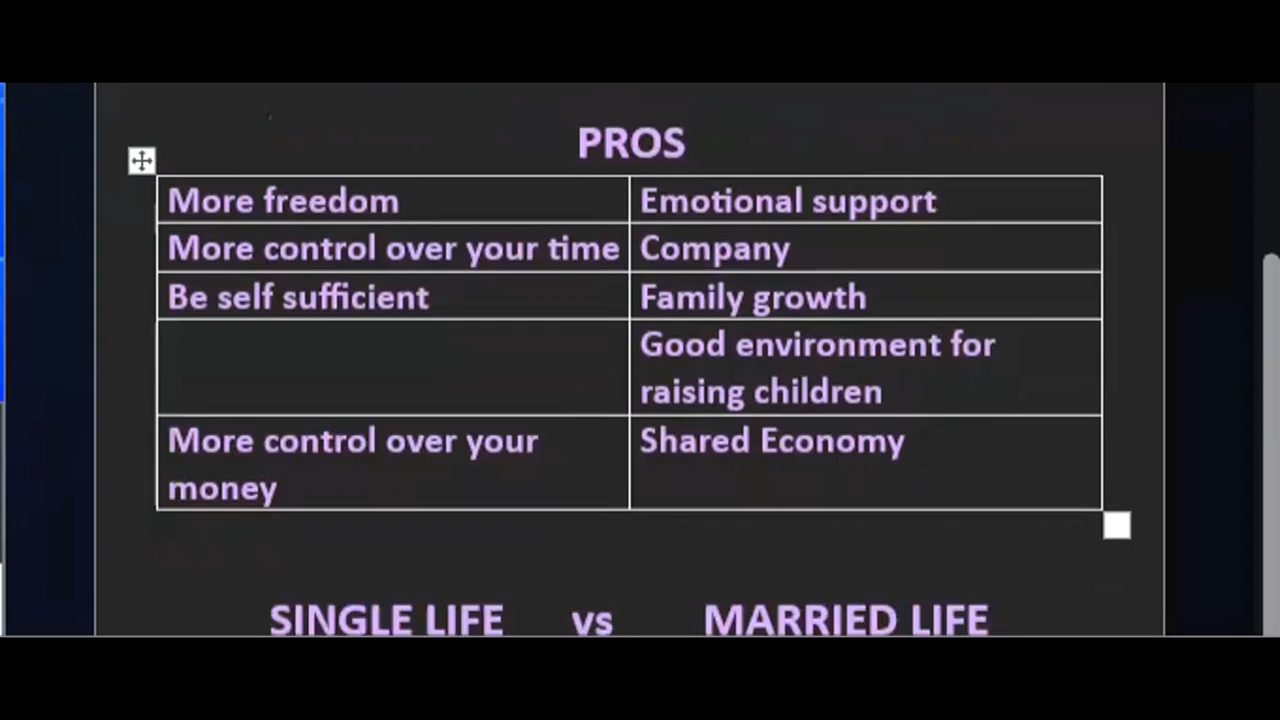 PROS
More freedom Emotional support
More control over your time Company
Be self sufficient Family growth
Good environment for
raising children
More control over your Shared Economy
money
SINGLE LIFE vs MARRIED LIFE